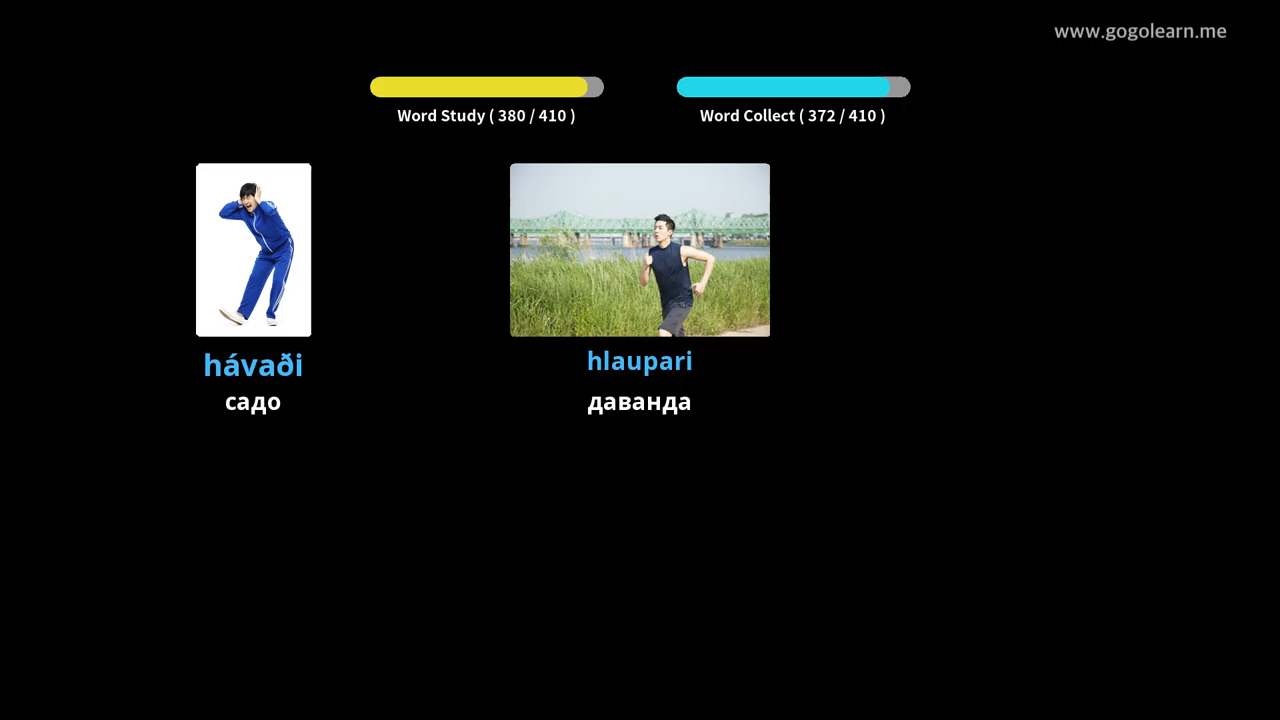 www.gogolearn.me
Word Study ( 380 / 410 )
Word Collect ( 372 / 410 )
hávaði
садо
hlaupari
даванда